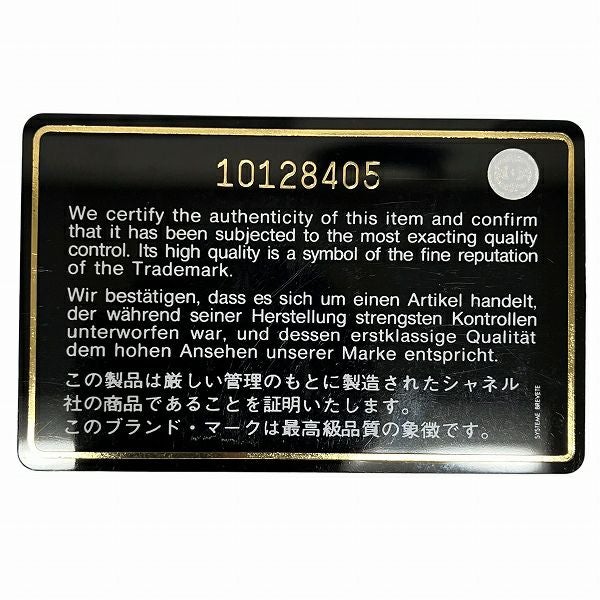 10128405
We certify the authenticity of this item and confirm
that it has been subjected to the most exacting quality
control. Its high quality is a symbol of the fine reputation
of the Trademark.
Wir bestätigen, dass es sich um einen Artikel handelt,
der während seiner Herstellung strengsten Kontrollen
unterworfen war, und dessen erstklassige Qualität
dem hohen Ansehen unserer Marke entspricht.
この製品は厳しい管理のもとに製造されたシャネル
社の商品であることを証明いたします。
このブランド・マークは最高級品質の象徴です。
SYSTEME BREVETE